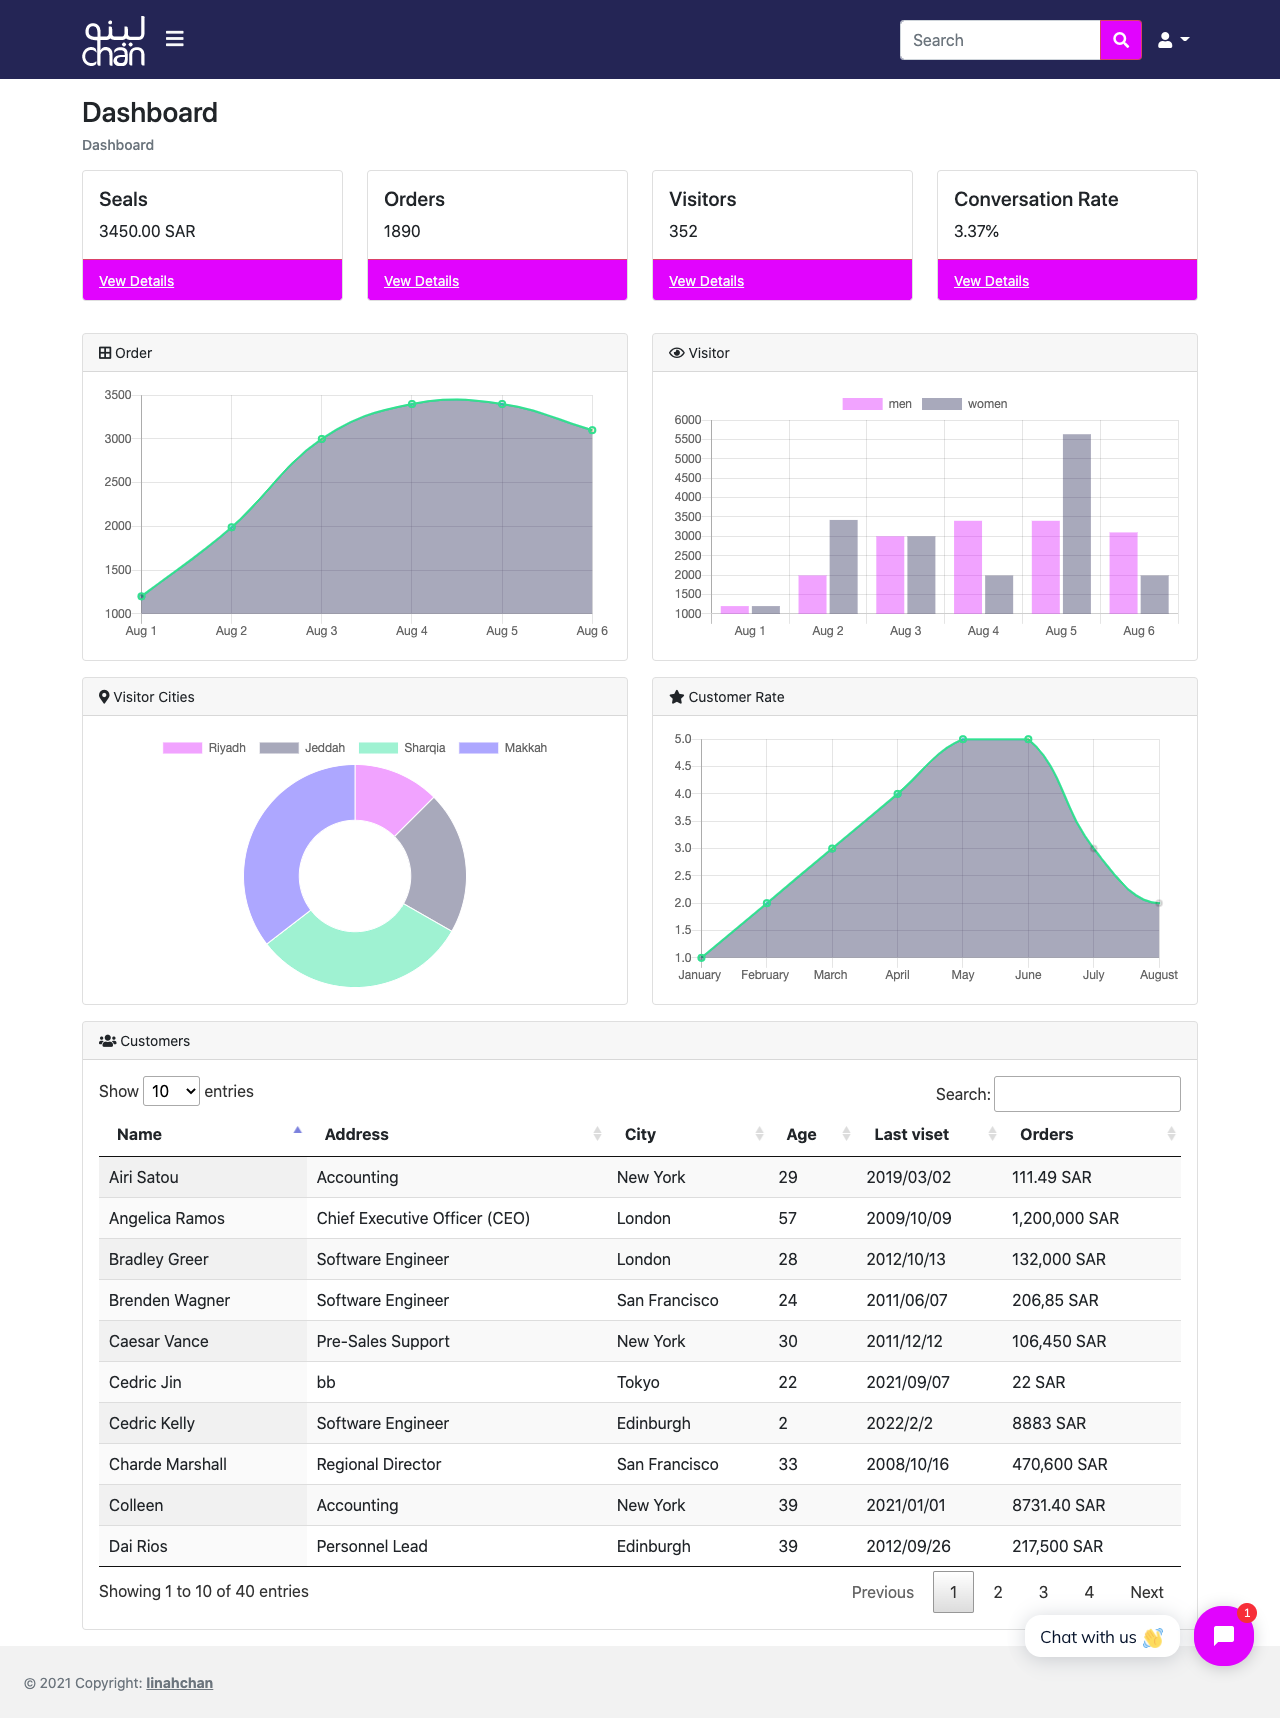 لينو
chän
Search
Dashboard
Dashboard
Seals
3450.00 SAR
Vew Details
Orders
1890
Vew Details
Visitors
352
Vew Details
Conversation Rate
3.37%
Vew Details
Order
3500
3000
2500
2000
1500
1000
Aug 1 Aug 2 Aug 3 Aug 4 Aug 5 Aug 6
Visitor
men women
6000
5500
5000
4500
4000
3500
3000
2500
2000
1500
1000
Aug 1 Aug 2 Aug 3 Aug 4 Aug 5 Aug 6
Visitor Cities
Riyadh Jeddah Sharqia Makkah
Customer Rate
5.0
4.5
4.0
3.5
3.0
2.5
2.0
1.5
1.0
January February March April May June July August
Customers
Show 10 entries Search:
Name Address City Age Last viset Orders
Airi Satou Accounting New York 29 2019/03/02 111.49 SAR
Angelica Ramos Chief Executive Officer (CEO) London 57 2009/10/09 1,200,000 SAR
Bradley Greer Software Engineer London 28 2012/10/13 132,000 SAR
Brenden Wagner Software Engineer San Francisco 24 2011/06/07 206,85 SAR
Caesar Vance Pre-Sales Support New York 30 2011/12/12 106,450 SAR
Cedric Jin bb Tokyo 22 2021/09/07 22 SAR
Cedric Kelly Software Engineer Edinburgh 2 2022/2/2 8883 SAR
Charde Marshall Regional Director San Francisco 33 2008/10/16 470,600 SAR
Colleen Accounting New York 39 2021/01/01 8731.40 SAR
Dai Rios Personnel Lead Edinburgh 39 2012/09/26 217,500 SAR
Showing 1 to 10 of 40 entries Previous 1 2 3 4 Next
Chat with us 👋
1
© 2021 Copyright: linahchan